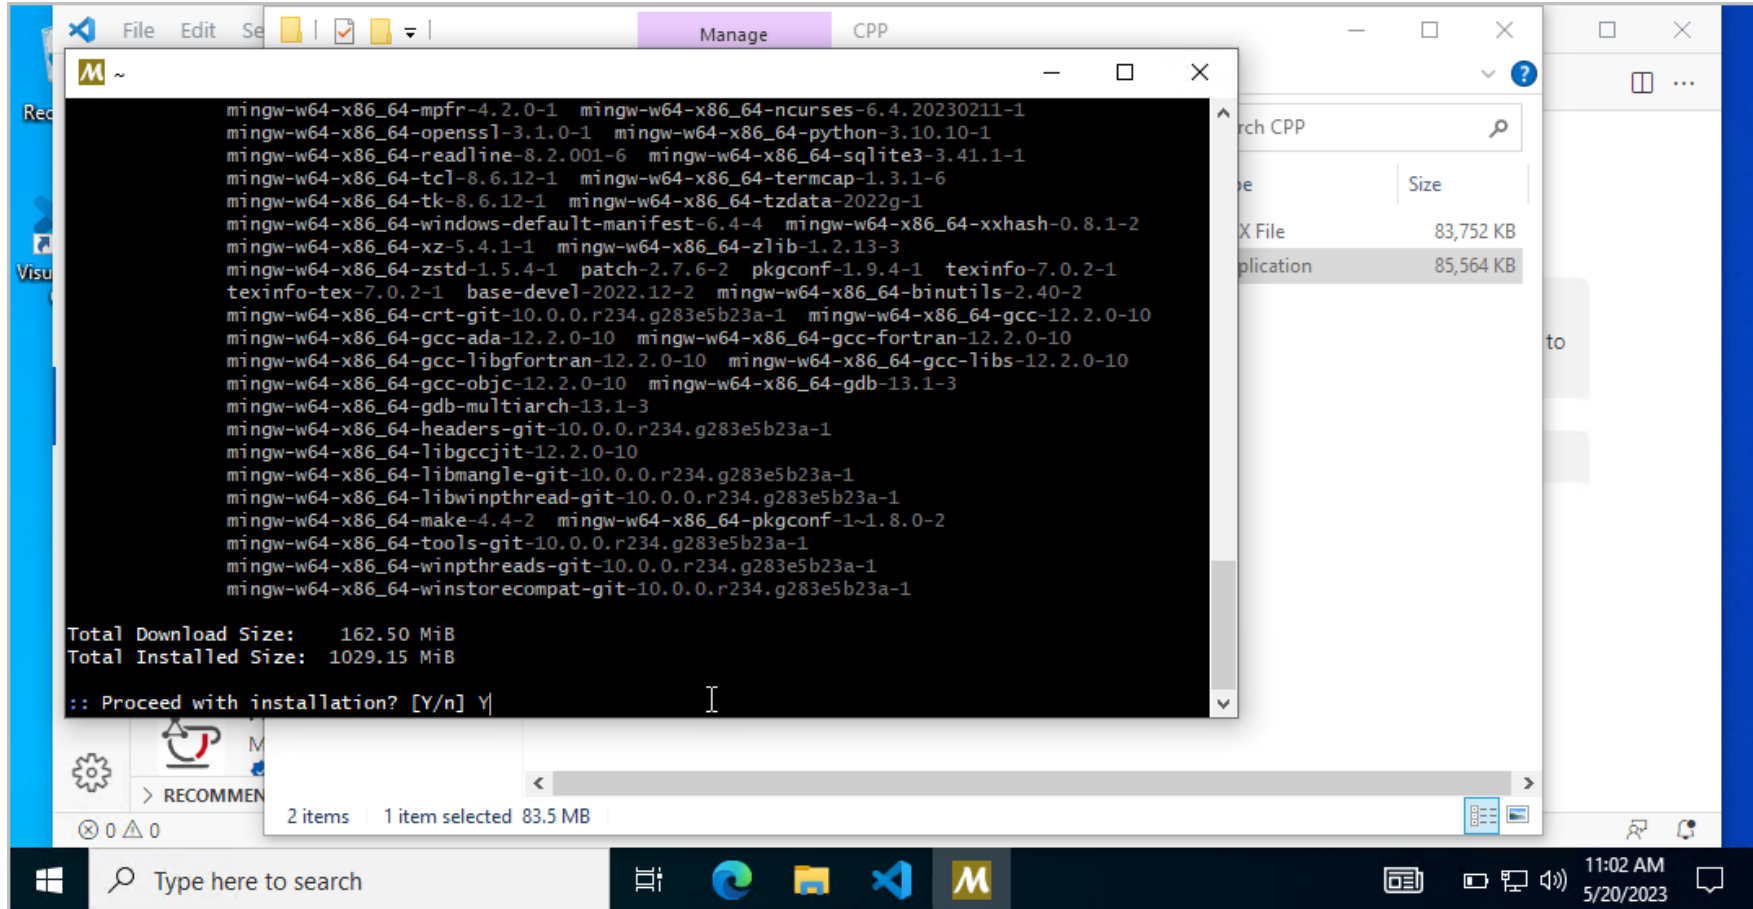 File Edit Se
Manage
CPP
~
Rec
mingw-w64-x86_64-mpfr-4.2.0-1 mingw-w64-x86_64-ncurses-6.4.20230211-1
mingw-w64-x86_64-openssl-3.1.0-1 mingw-w64-x86_64-python-3.10.10-1
mingw-w64-x86_64-readline-8.2.001-6 mingw-w64-x86_64-sqlite3-3.41.1-1
mingw-w64-x86_64-tcl-8.6.12-1 mingw-w64-x86_64-termcap-1.3.1-6
mingw-w64-x86_64-tk-8.6.12-1 mingw-w64-x86_64-tzdata-2022g-1
mingw-w64-x86_64-windows-default-manifest-6.4-4 mingw-w64-x86_64-xxhash-0.8.1-2
mingw-w64-x86_64-xz-5.4.1-1 mingw-w64-x86_64-zlib-1.2.13-3
mingw-w64-x86_64-zstd-1.5.4-1 patch-2.7.6-2 pkgconf-1.9.4-1 texinfo-7.0.2-1
texinfo-tex-7.0.2-1 base-devel-2022.12-2 mingw-w64-x86_64-binutils-2.40-2
mingw-w64-x86_64-crt-git-10.0.0.r234.g283e5b23a-1 mingw-w64-x86_64-gcc-12.2.0-10
mingw-w64-x86_64-gcc-ada-12.2.0-10 mingw-w64-x86_64-gcc-fortran-12.2.0-10
mingw-w64-x86_64-gcc-libgfortran-12.2.0-10 mingw-w64-x86_64-gcc-libs-12.2.0-10
mingw-w64-x86_64-gcc-objc-12.2.0-10 mingw-w64-x86_64-gdb-13.1-3
mingw-w64-x86_64-gdb-multiarch-13.1-3
mingw-w64-x86_64-headers-git-10.0.0.r234.g283e5b23a-1
mingw-w64-x86_64-libgccjit-12.2.0-10
mingw-w64-x86_64-libmangle-git-10.0.0.r234.g283e5b23a-1
mingw-w64-x86_64-libwinpthread-git-10.0.0.r234.g283e5b23a-1
mingw-w64-x86_64-make-4.4-2 mingw-w64-x86_64-pkgconf-1~1.8.0-2
mingw-w64-x86_64-tools-git-10.0.0.r234.g283e5b23a-1
mingw-w64-x86_64-winpthreads-git-10.0.0.r234.g283e5b23a-1
mingw-w64-x86_64-winstorecompat-git-10.0.0.r234.g283e5b23a-1
Total Download Size: 162.50 MiB
Total Installed Size: 1029.15 MiB
:: Proceed with installation? [Y/n] Y
rch CPP
pe Size
X File 83,752 KB
plication 85,564 KB
Visu
to
M
> RECOMMEN
0 0
2 items 1 item selected 83.5 MB
Type here to search
11:02 AM
5/20/2023